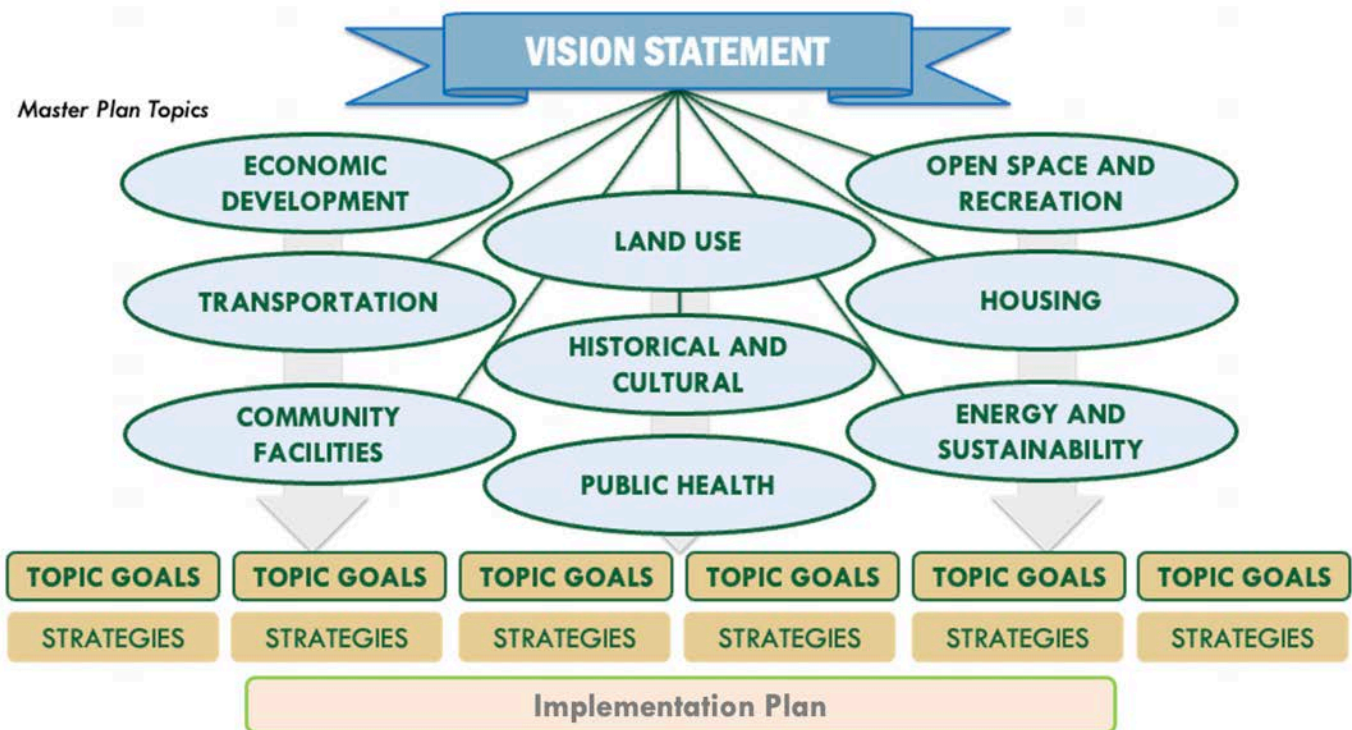 VISION STATEMENT
Master Plan Topics
ECONOMIC
DEVELOPMENT
OPEN SPACE AND
RECREATION
LAND USE
TRANSPORTATION
HOUSING
HISTORICAL AND
CULTURAL
COMMUNITY
FACILITIES
ENERGY AND
SUSTAINABILITY
PUBLIC HEALTH
TOPIC GOALS TOPIC GOALS TOPIC GOALS TOPIC GOALS TOPIC GOALS TOPIC GOALS
STRATEGIES STRATEGIES STRATEGIES STRATEGIES STRATEGIES STRATEGIES
Implementation Plan